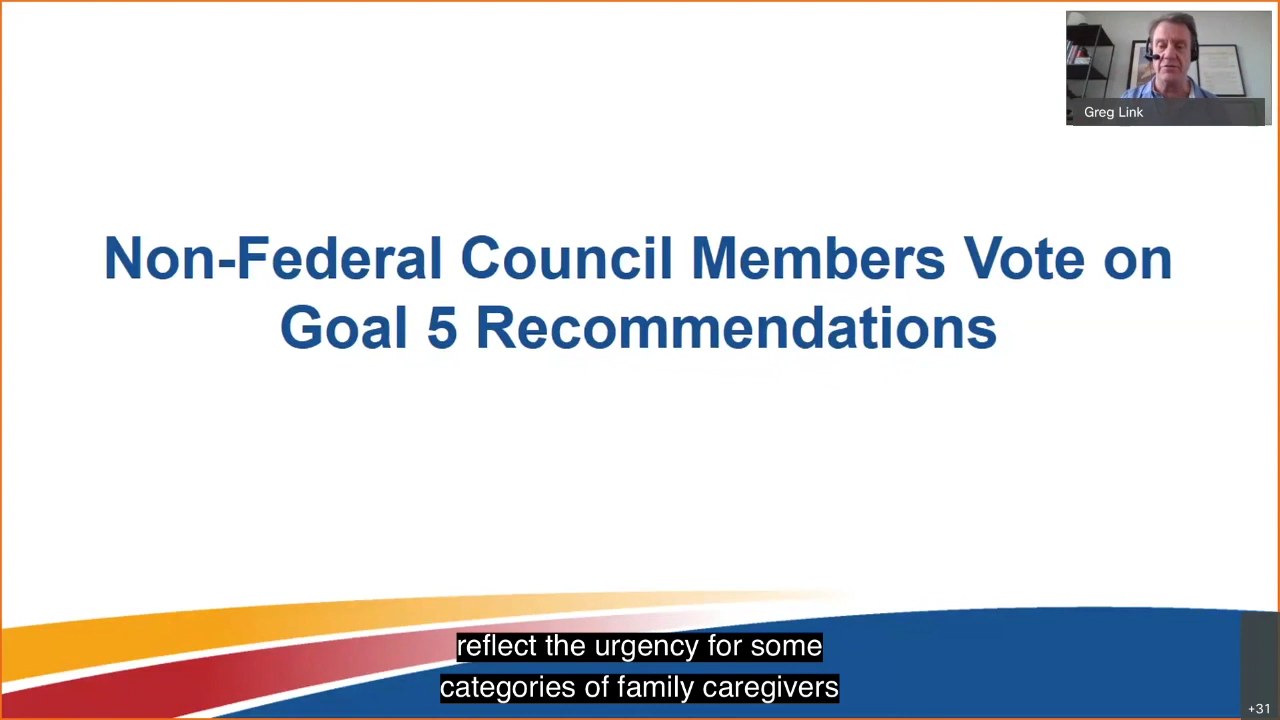 Greg Link
Non-Federal Council Members Vote on
Goal 5 Recommendations
reflect the urgency for some
categories of family caregivers
+31